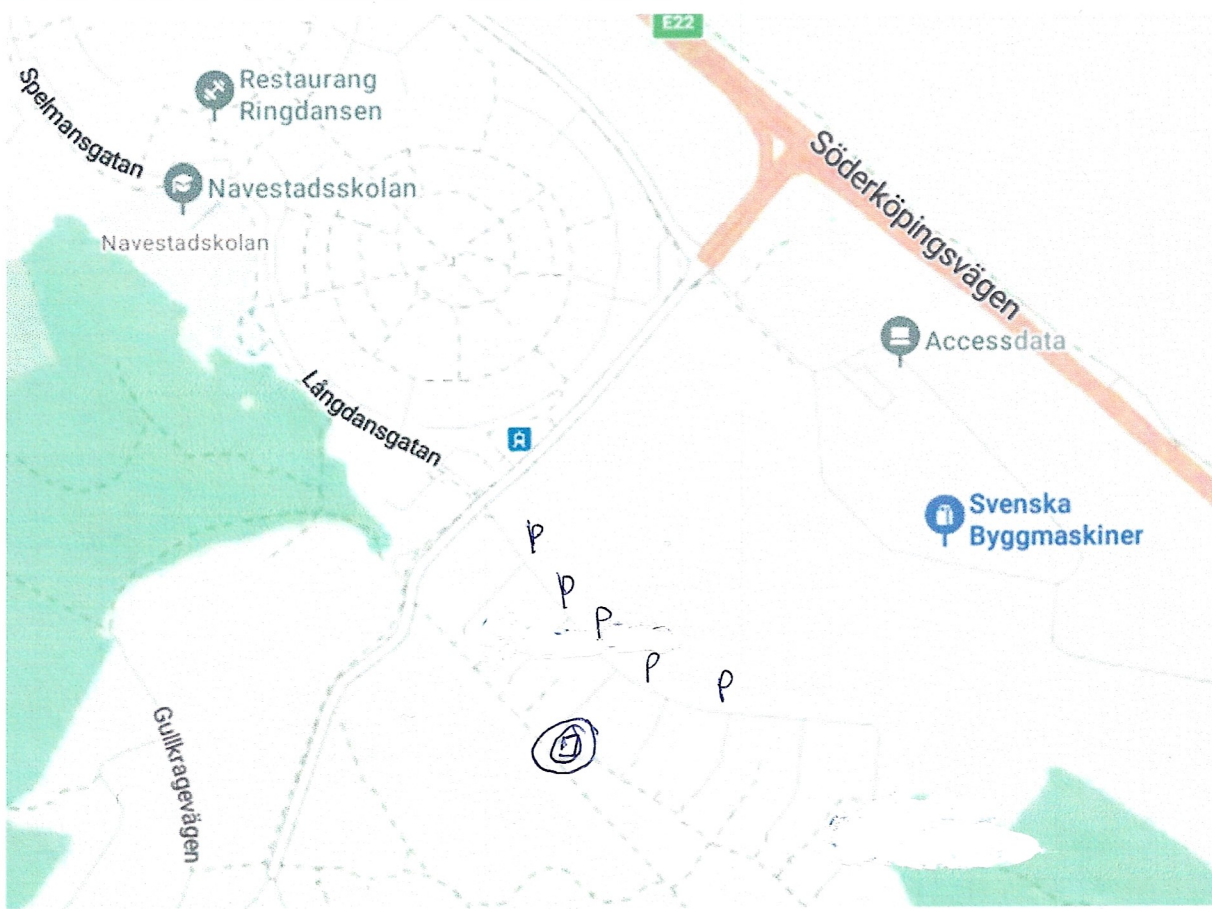 E22
Restaurang
Ringdansen
Spelmansgatan
Navestadsskolan
Navestadskolan
Söderköpingsvägen
Accessdata
Långdansgatan
Svenska
Byggmaskiner
P
P
P
P
P
Gullkragevägen